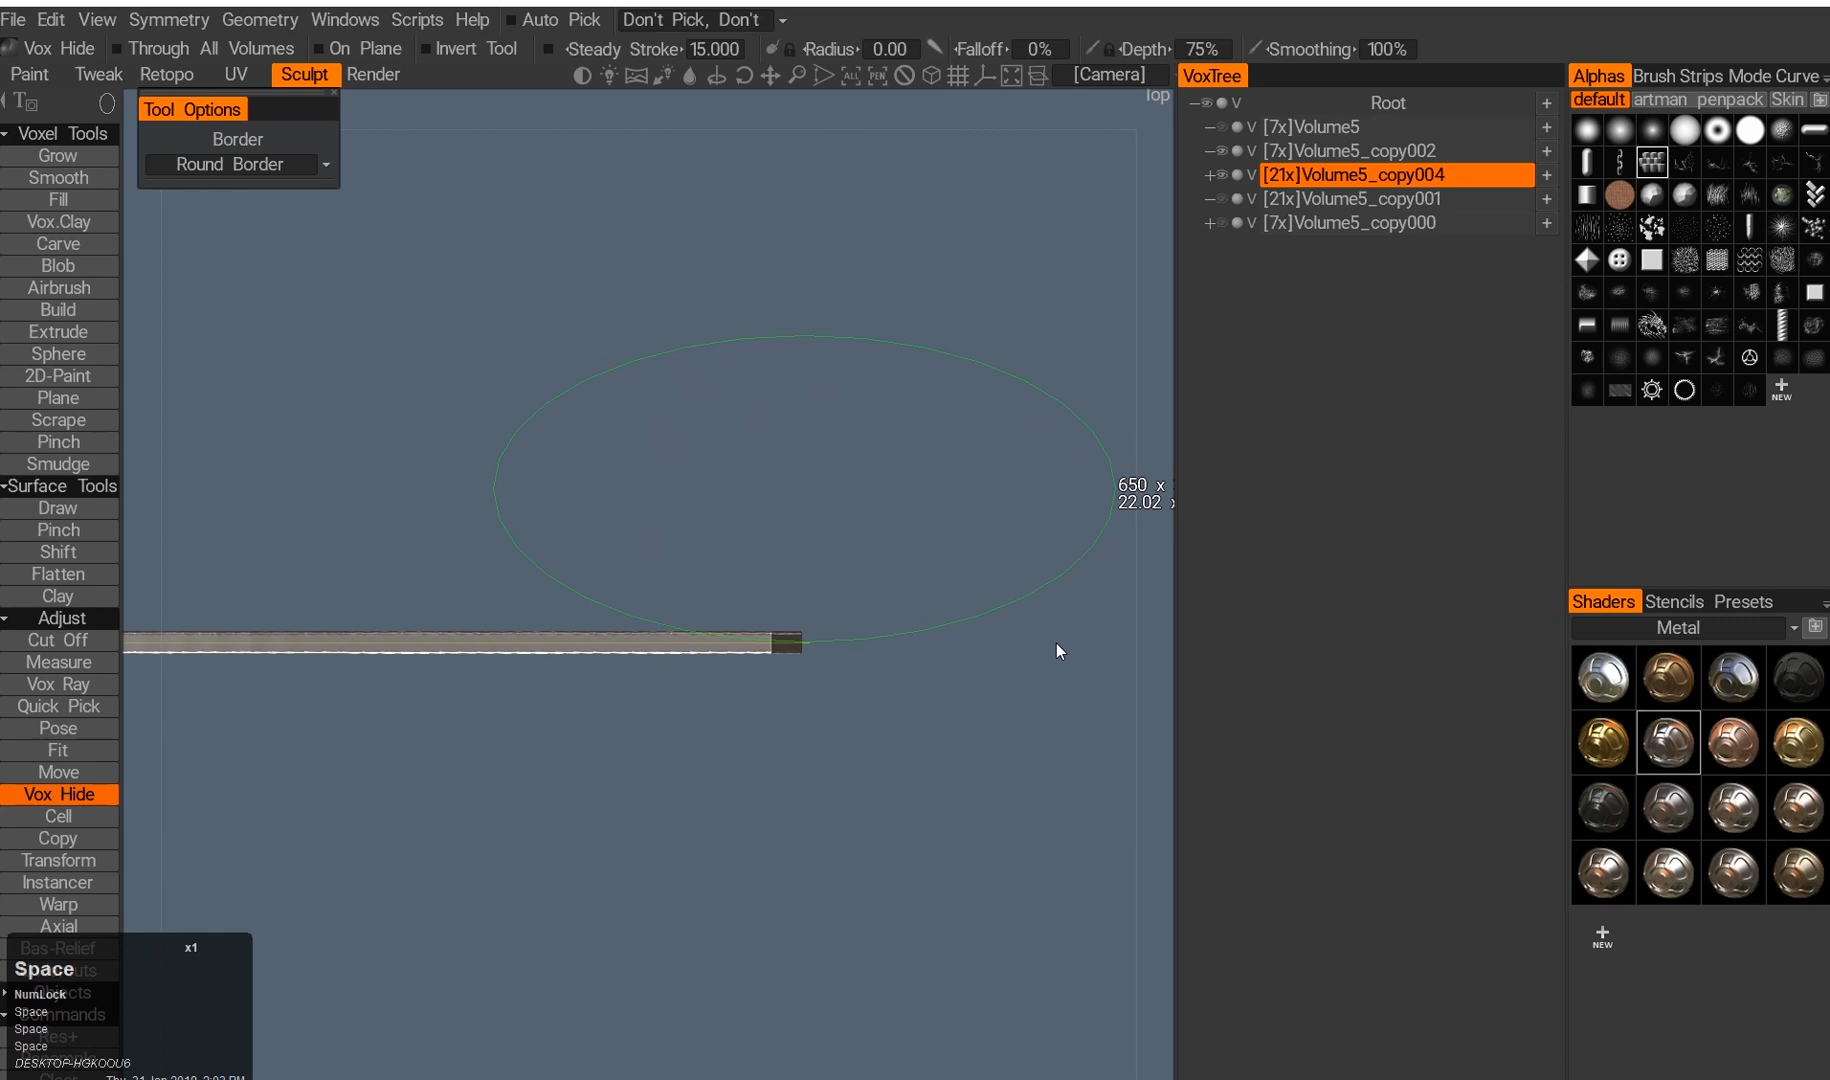 File Edit View Symmetry Geometry Windows Scripts Help Auto Pick Don't Pick, Don't
Vox Hide Through All Volumes On Plane Invert Tool Steady Stroke 15.000 Radius 0.00 Falloff 0% Depth 75% Smoothing 100%
Paint Tweak Retopo UV Sculpt Render [Camera]
Top
Tool Options
Border
Round Border
Voxel Tools
Grow
Smooth
Fill
Vox.Clay
Carve
Blob
Airbrush
Build
Extrude
Sphere
2D-Paint
Plane
Scrape
Pinch
Smudge
Surface Tools
Draw
Pinch
Shift
Flatten
Clay
Adjust
Cut Off
Measure
Vox Ray
Quick Pick
Pose
Fit
Move
Vox Hide
Cell
Copy
Transform
Instancer
Warp
Axial
Bas-Relief
x1
Space
NumLock
Space
Space
Space
DESKTOP-HGKOOU6
650 x
22.02 x
VoxTree
V Root +
V [7x]Volume5 +
V [7x]Volume5_copy002 +
V [21x]Volume5_copy004 +
V [21x]Volume5_copy001 +
V [7x]Volume5_copy000 +
Alphas Brush Strips Mode Curve
default artman penpack Skin
NEW
Shaders Stencils Presets
Metal
NEW